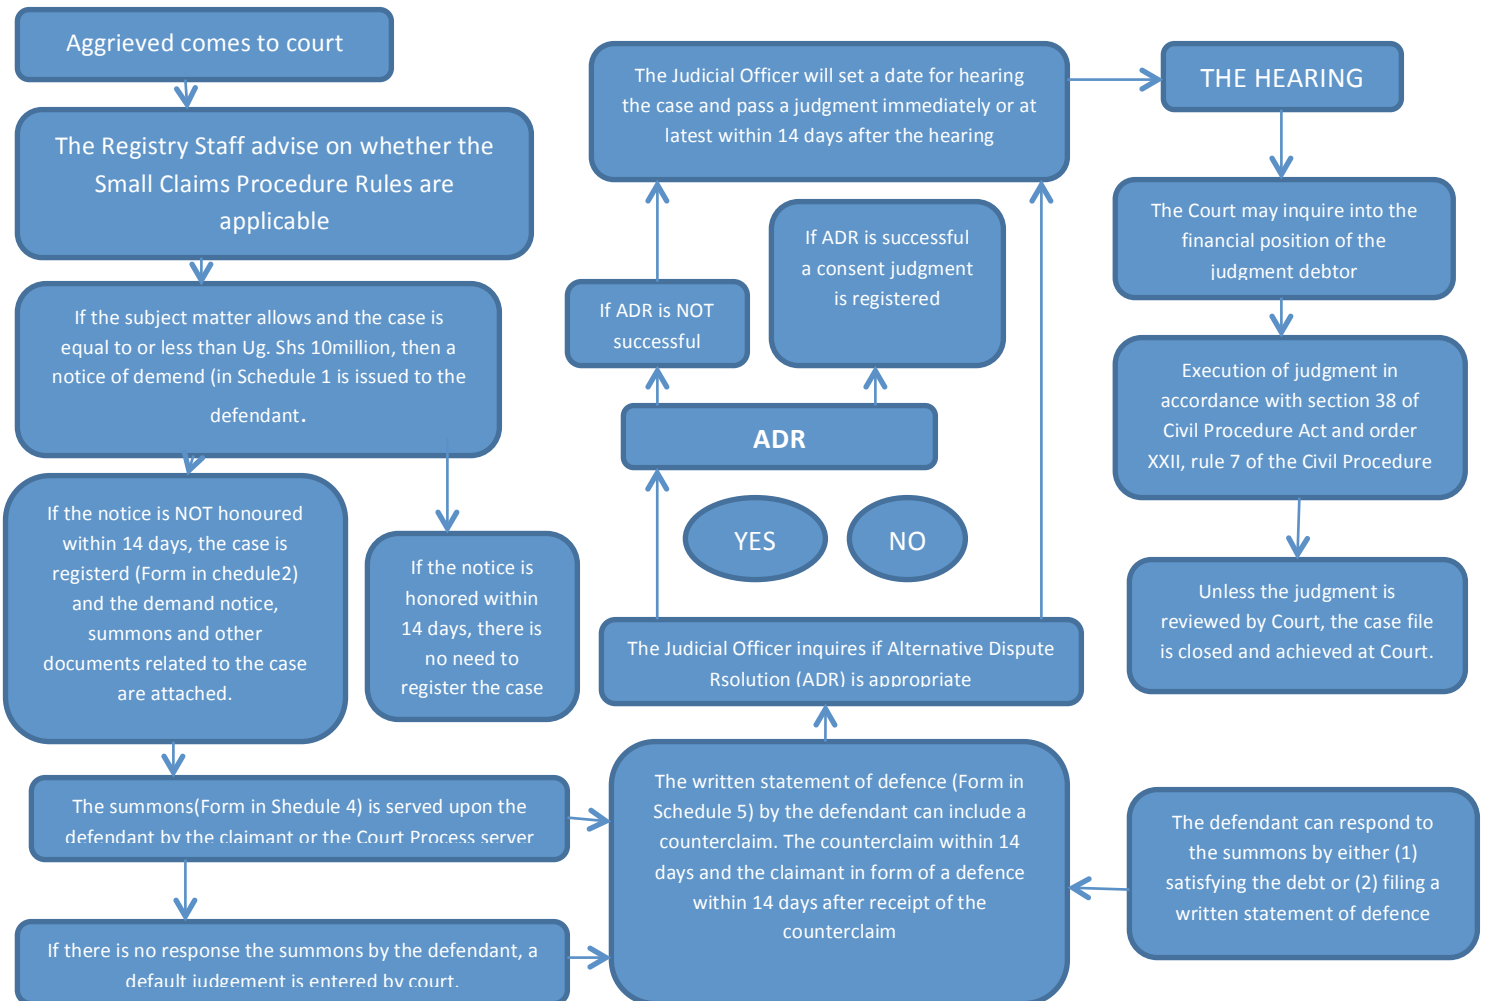 Aggrieved comes to court
The Registry Staff advise on whether the
Small Claims Procedure Rules are
applicable
If the subject matter allows and the case is
equal to or less than Ug. Shs 10million, then a
notice of demend (in Schedule 1 is issued to the
defendant.
If the notice is NOT honoured
within 14 days, the case is
registerd (Form in chedule2)
and the demand notice,
summons and other
documents related to the case
are attached.
If the notice is
honored within
14 days, there is
no need to
register the case
The summons(Form in Shedule 4) is served upon the
defendant by the claimant or the Court Process server
If there is no response the summons by the defendant, a
default judgement is entered by court.
The written statement of defence (Form in
Schedule 5) by the defendant can include a
counterclaim. The counterclaim within 14
days and the claimant in form of a defence
within 14 days after receipt of the
counterclaim
The defendant can respond to
the summons by either (1)
satisfying the debt or (2) filing a
written statement of defence
The Judicial Officer inquires if Alternative Dispute
Rsolution (ADR) is appropriate
YES
NO
ADR
If ADR is NOT
successful
If ADR is successful
a consent judgment
is registered
The Judicial Officer will set a date for hearing
the case and pass a judgment immediately or at
latest within 14 days after the hearing
THE HEARING
The Court may inquire into the
financial position of the
judgment debtor
Execution of judgment in
accordance with section 38 of
Civil Procedure Act and order
XXII, rule 7 of the Civil Procedure
Unless the judgment is
reviewed by Court, the case file
is closed and achieved at Court.